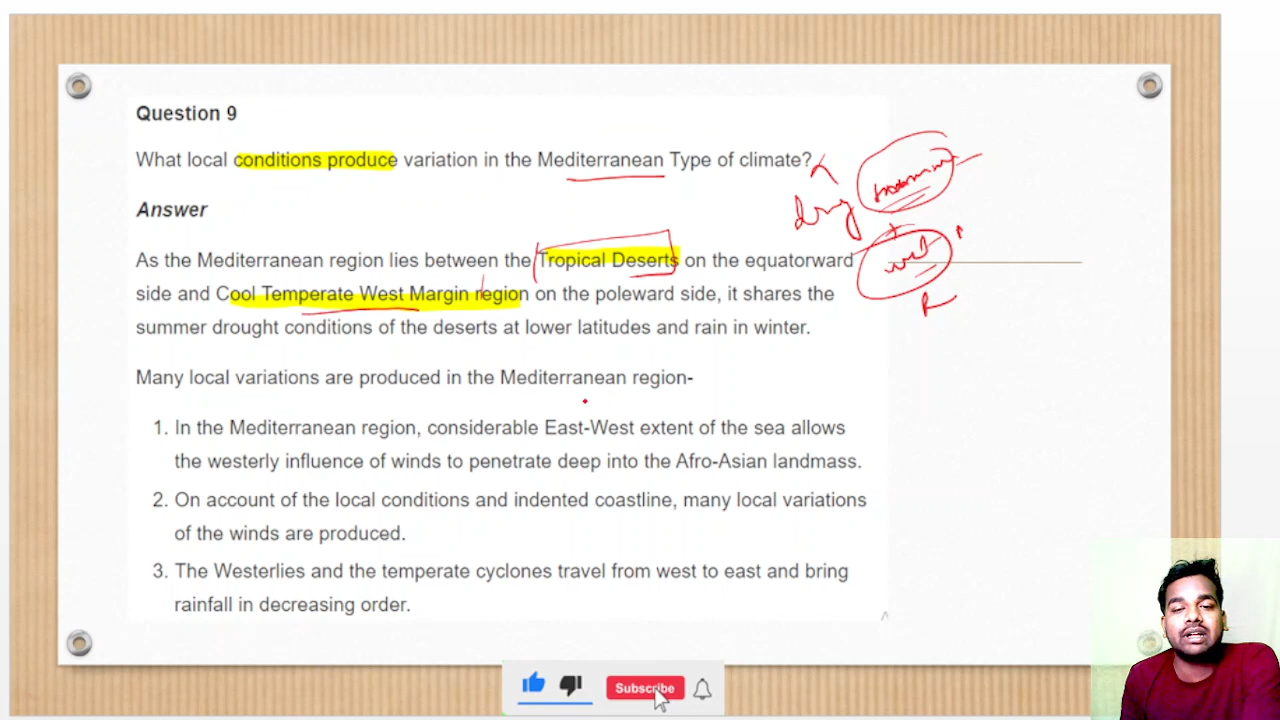 Question 9
What local conditions produce variation in the Mediterranean Type of climate?
Answer
As the Mediterranean region lies between the Tropical Deserts on the equatorward
side and Cool Temperate West Margin region on the poleward side, it shares the
summer drought conditions of the deserts at lower latitudes and rain in winter.
Many local variations are produced in the Mediterranean region-
1. In the Mediterranean region, considerable East-West extent of the sea allows
the westerly influence of winds to penetrate deep into the Afro-Asian landmass.
2. On account of the local conditions and indented coastline, many local variations
of the winds are produced.
3. The Westerlies and the temperate cyclones travel from west to east and bring
rainfall in decreasing order.
wet
R
Subscribe